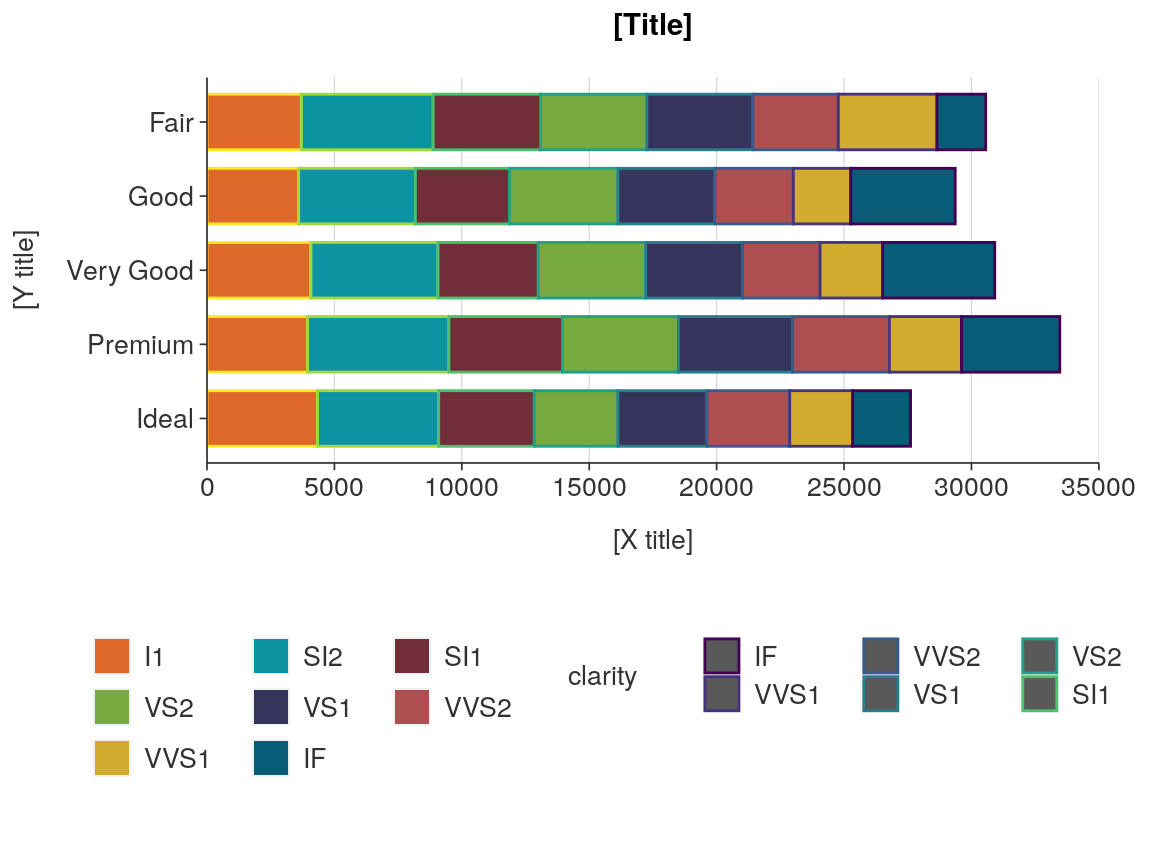 [Title]
[Y title]
Fair
Good
Very Good
Premium
Ideal
0 5000 10000 15000 20000 25000 30000 35000
[X title]
I1 SI2 SI1
VS2 VS1 VVS2
VVS1 IF
clarity
IF VVS2 VS2
VVS1 VS1 SI1